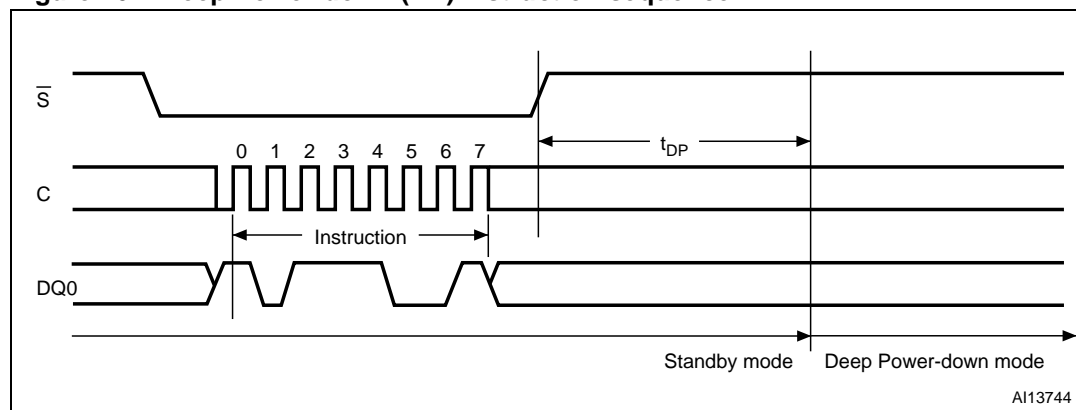 S
0 1 2 3 4 5 6 7
tDP
C
Instruction
DQ0
Standby mode Deep Power-down mode
AI13744